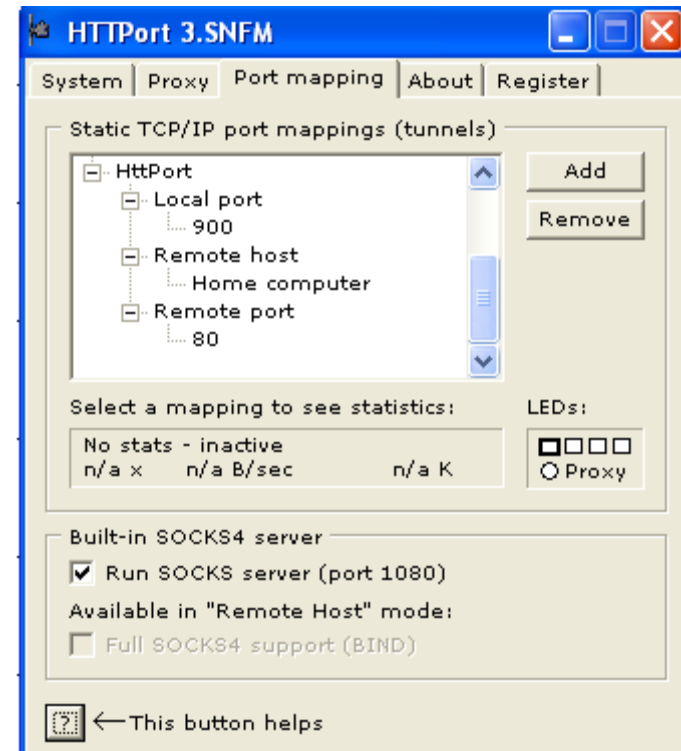 HTTPort 3.SNFM
System Proxy Port mapping About Register
Static TCP/IP port mappings (tunnels)
HttPort
Local port
900
Remote host
Home computer
Remote port
80
Add
Remove
Select a mapping to see statistics:
No stats - inactive
n/a x n/a B/sec n/a K
LEDs:
Proxy
Built-in SOCKS4 server
Run SOCKS server (port 1080)
Available in "Remote Host" mode:
Full SOCKS4 support (BIND)
? ←This button helps